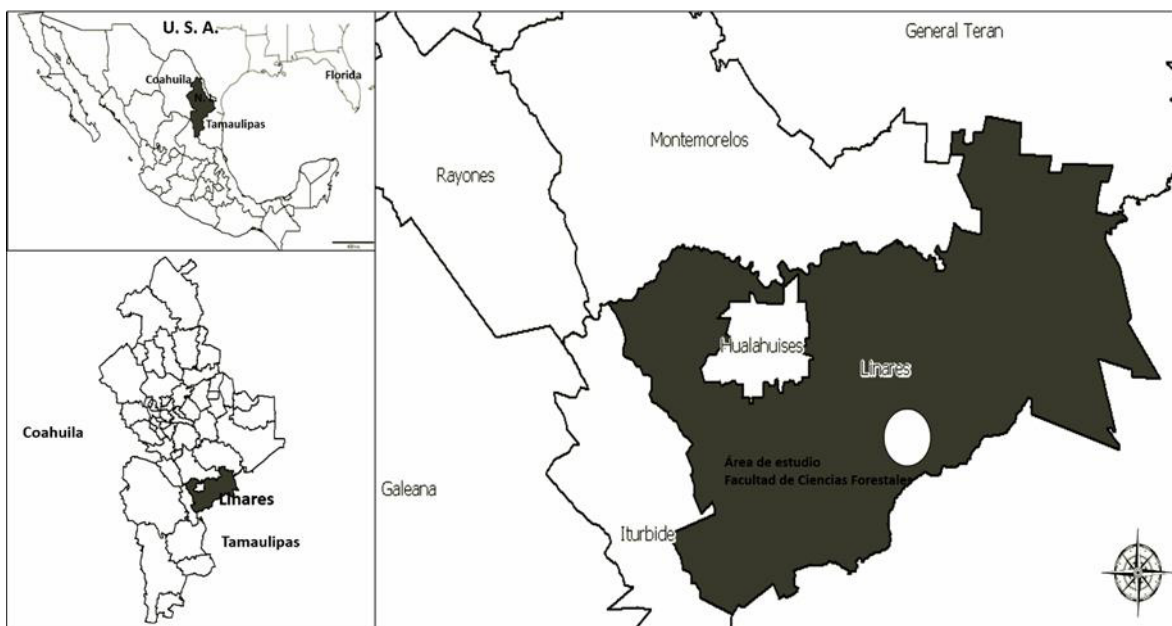 U. S. A.
Coahuila
Florida
N. L.
Tamaulipas
Coahuila
Linares
Tamaulipas
General Teran
Montemorelos
Rayones
Hualahuises
Linares
Área de estudio
Facultad de Ciencias Forestales
Galeana
Iturbide